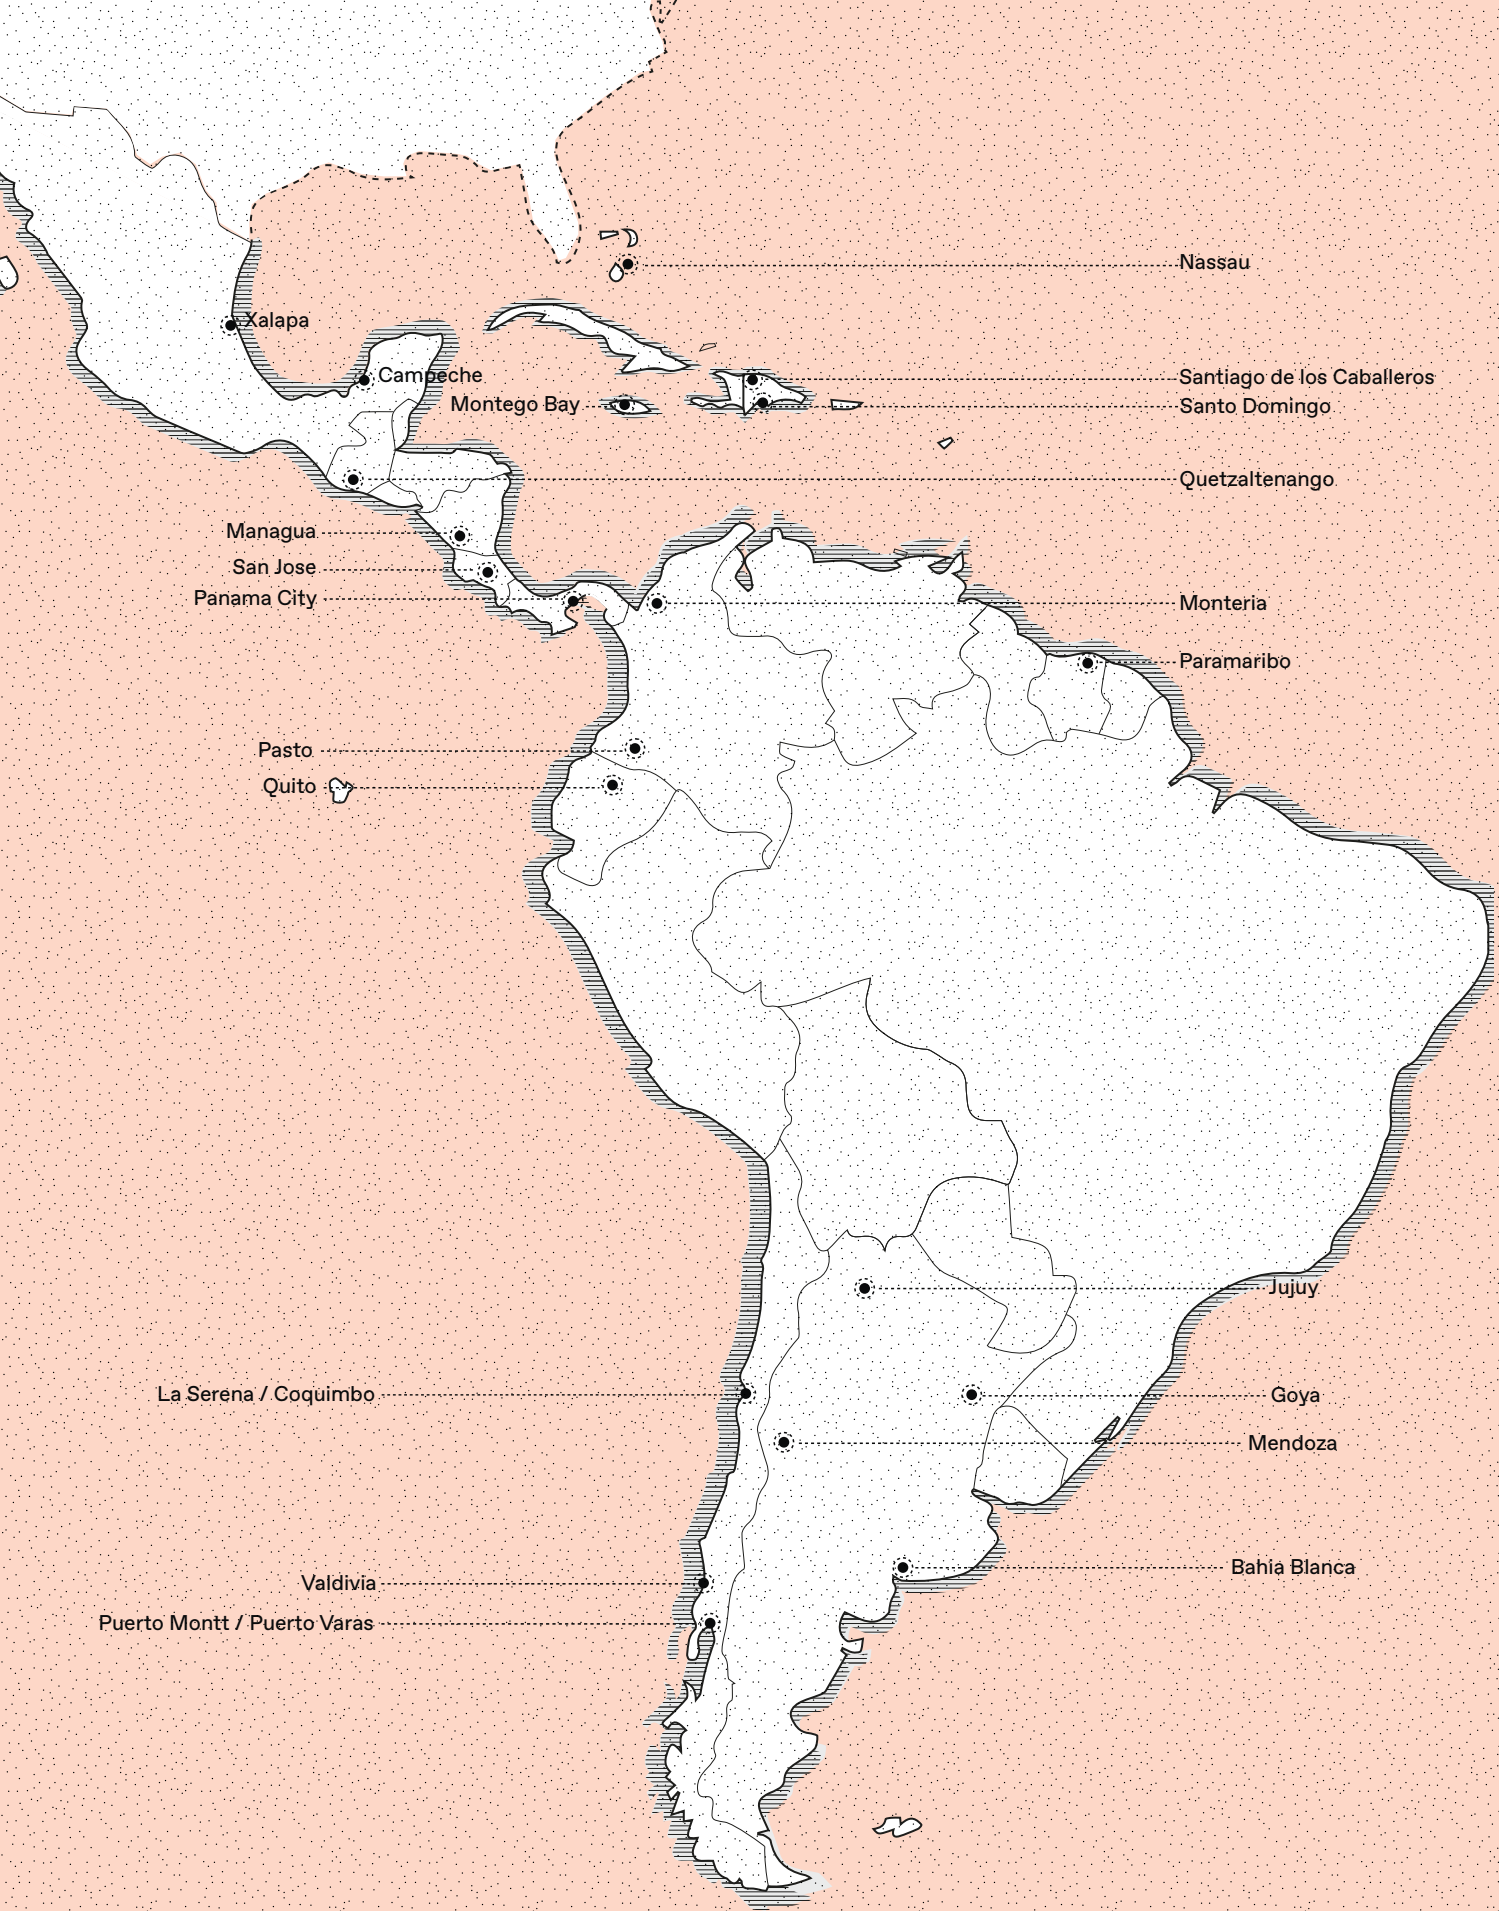 Nassau
Xalapa
Campeche
Santiago de los Caballeros
Montego Bay
Santo Domingo
Quetzaltenango
Managua
San Jose
Panama City
Monteria
Paramaribo
Pasto
Quito
Jujuy
La Serena / Coquimbo
Goya
Mendoza
Bahia Blanca
Valdivia
Puerto Montt / Puerto Varas